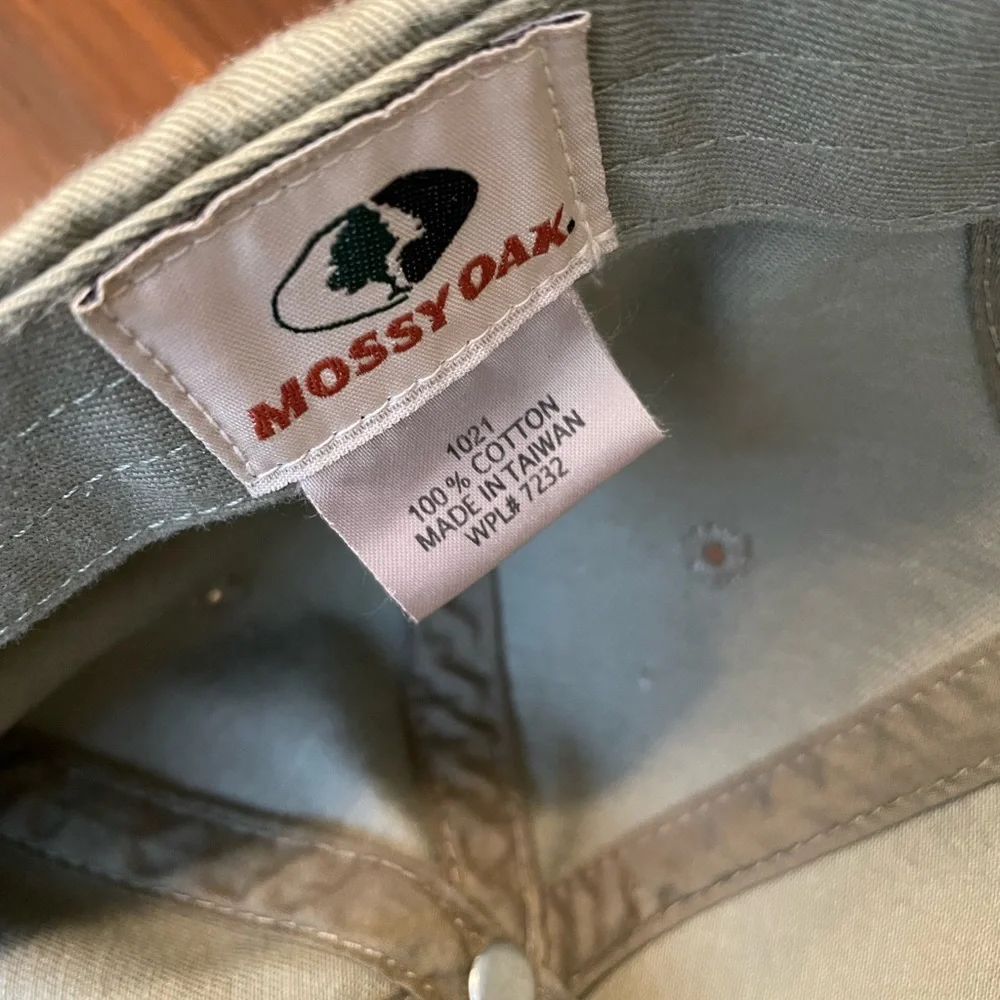 MOSSY OAK.
1021
100% COTTON
MADE IN TAIWAN
WPL# 7232